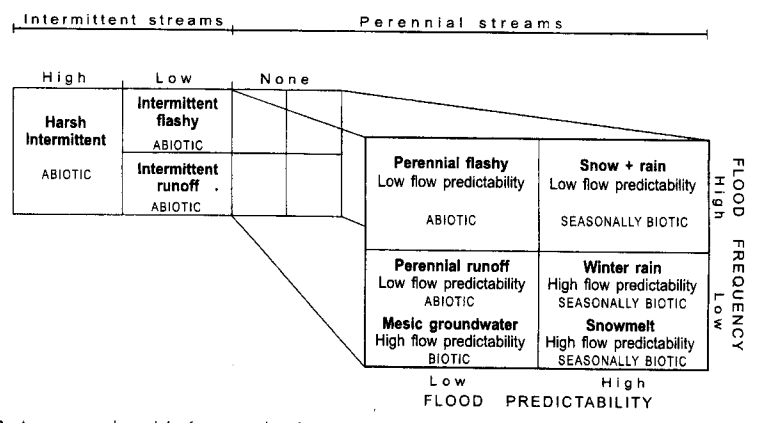 Intermittent streams
Perennial streams
High
Low
None
Harsh
Intermittent
ABIOTIC
Intermittent
flashy
ABIOTIC
Intermittent
runoff
ABIOTIC
Perennial flashy
Low flow predictability
ABIOTIC
Snow + rain
Low flow predictability
SEASONALLY BIOTIC
Perennial runoff
Low flow predictability
ABIOTIC
Mesic groundwater
High flow predictability
BIOTIC
Winter rain
High flow predictability
SEASONALLY BIOTIC
Snowmelt
High flow predictability
SEASONALLY BIOTIC
High
Low
FLOOD FREQUENCY
Low
High
FLOOD PREDICTABILITY